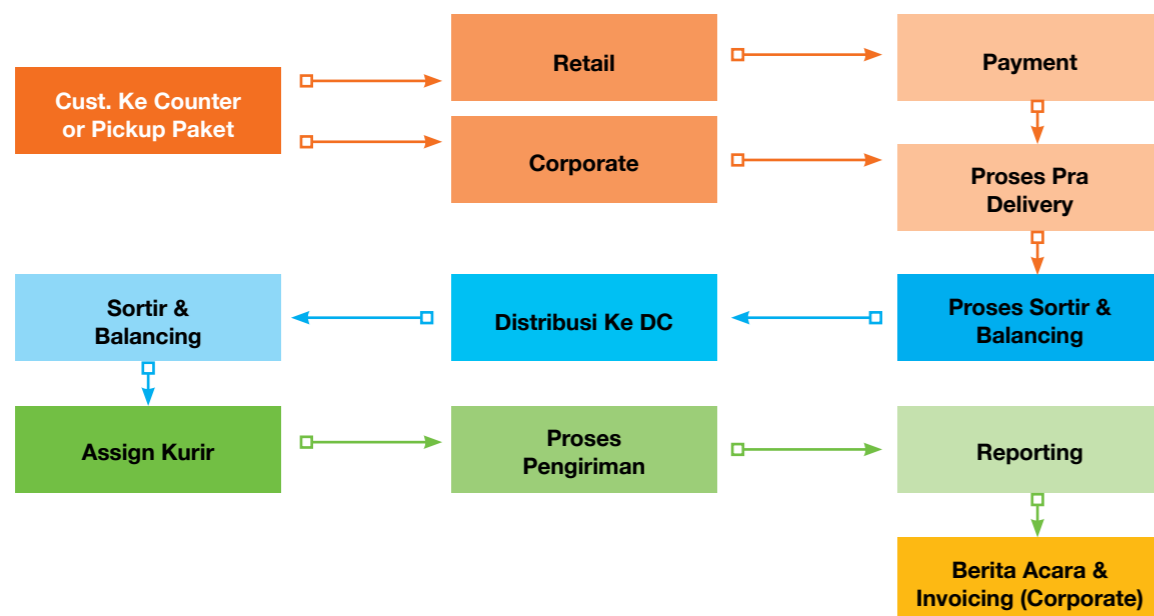 Cust. Ke Counter
or Pickup Paket
Retail
Payment
Corporate
Proses Pra
Delivery
Sortir &
Balancing
Distribusi Ke DC
Proses Sortir &
Balancing
Assign Kurir
Proses
Pengiriman
Reporting
Berita Acara &
Invoicing (Corporate)